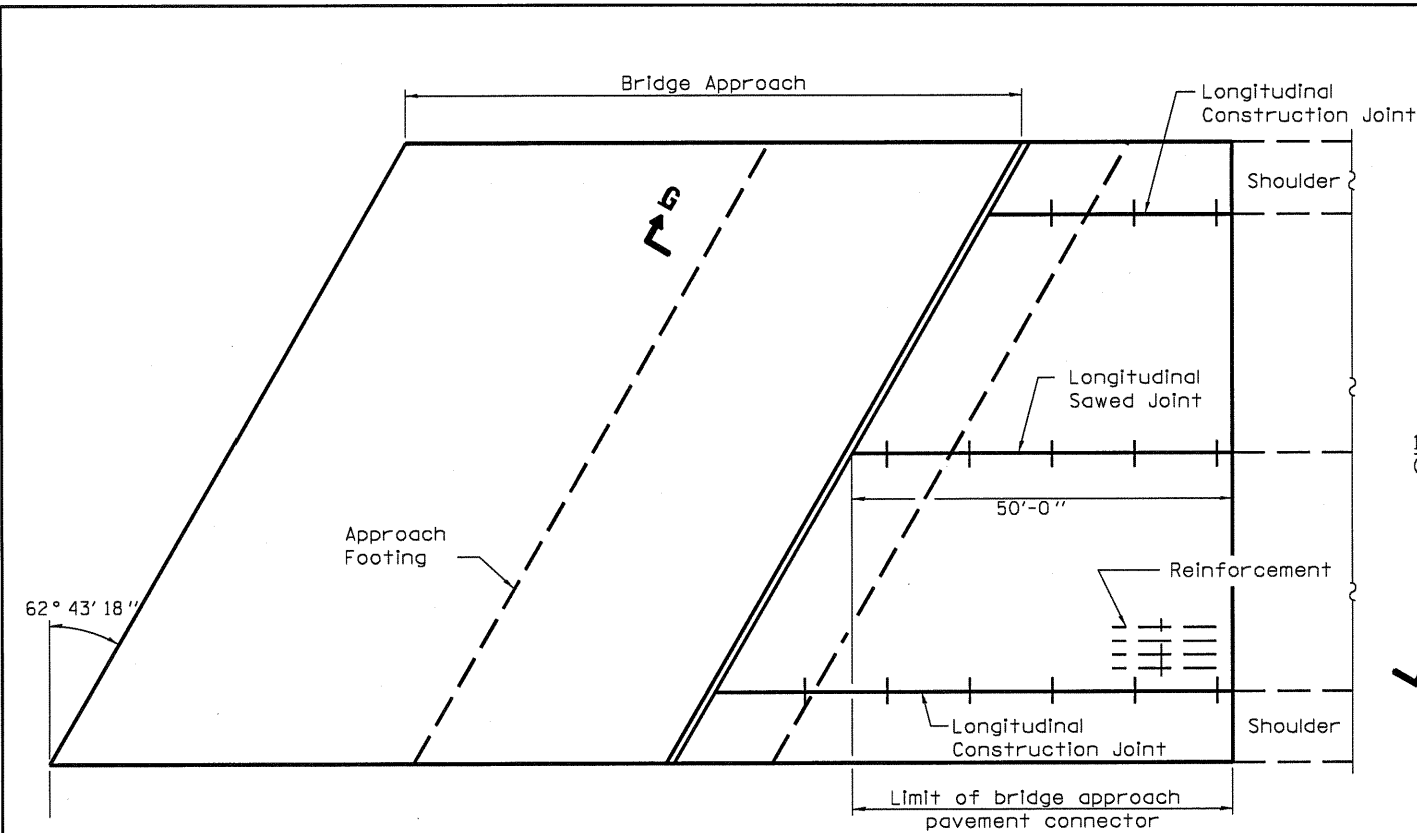 Bridge Approach
Longitudinal
Construction Joint
Shoulder
G
Longitudinal
Sawed Joint
50'-0"
Approach
Footing
Reinforcement
62° 43' 18"
Longitudinal
Construction Joint
Shoulder
Limit of bridge approach
pavement connector